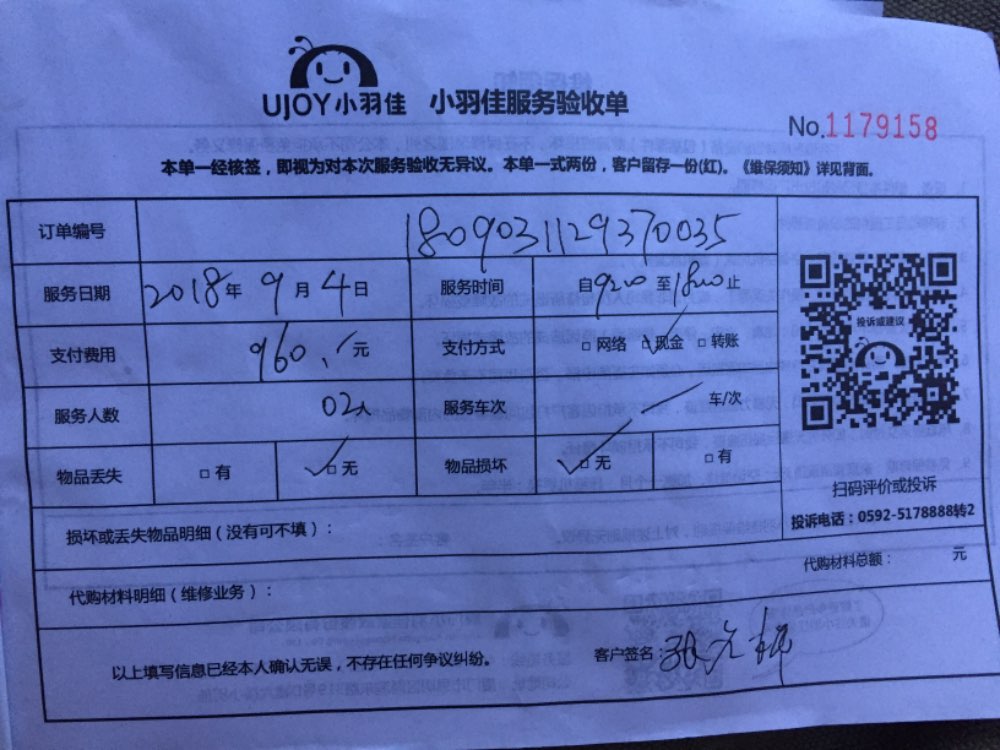 UJOY小羽佳 小羽佳服务验收单
No.1179158
本单一经核签，即视为对本次服务验收无异议。本单一式两份，客户留存一份(红)。《维保须知》详见背面。
订单编号 1809031129370035
服务日期 2018年9月4日 服务时间 自9200至1800止
支付费用 960.元 支付方式 □网络 □现金 □转账
投诉或建议
服务人数 02人 服务车次 车/次
物品丢失 □有 □无 物品损坏 □无 □有
扫码评价或投诉
投诉电话：0592-5178888转2
损坏或丢失物品明细（没有可不填）：
代购材料明细（维修业务）： 代购材料总额： 元
以上填写信息已经本人确认无误，不存在任何争议纠纷。 客户签名：